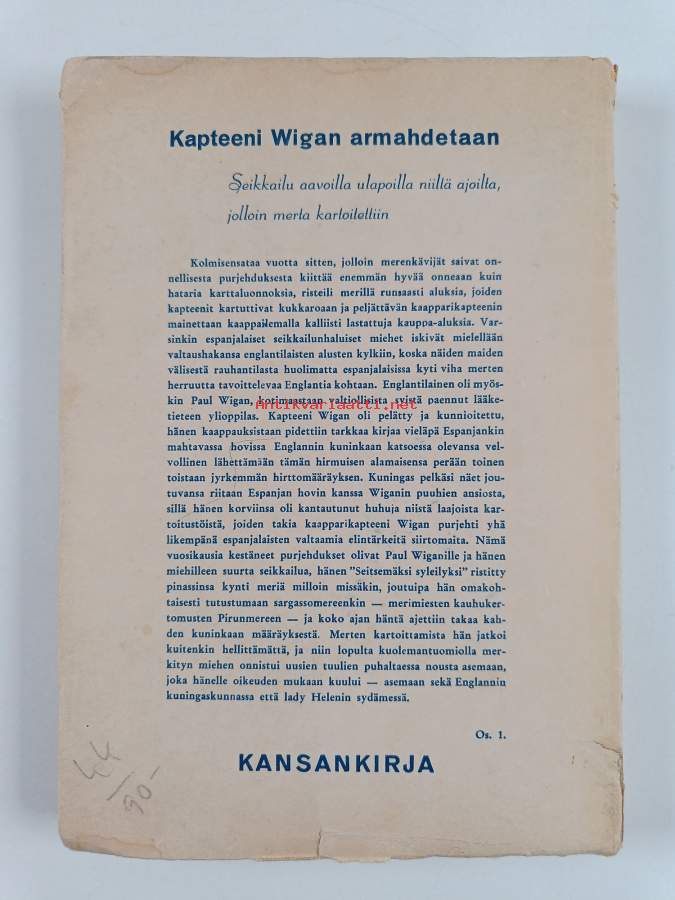 Kapteeni Wigan armahdetaan
Seikkailu aavoilla ulapoilla niiltä ajoilta,
jolloin merta kartoitettiin
Kolmisensataa vuotta sitten, jolloin merenkävijät saivat on-
nellisesta purjehduksesta kiittää enemmän hyvää onneaan kuin
hataria karttaluonnoksia, risteili merillä runsaasti aluksia, joiden
kapteenit kartuttivat kukkaroaan ja peljättävän kaapparikapteenin
mainettaan kaappailemalla kalliisti lastattuja kauppa-aluksia. Var-
sinkin espanjalaiset seikkailunhaluiset miehet iskivät mielellään
valtaushakansa englantilaisten alusten kylkiin, koska näiden maiden
välisestä rauhantilasta huolimatta espanjalaisissa kyti viha merten
herruutta tavoittelevaa Englantia kohtaan. Englantilainen oli myös-
kin Paul Wigan, kotimaastaan valtiollisista syistä paennut lääke-
tieteen ylioppilas. Kapteeni Wigan oli pelätty ja kunnioitettu,
hänen kaappauksistaan pidettiin tarkkaa kirjaa vieläpä Espanjankin
mahtavassa hovissa Englannin kuninkaan katsoessa olevansa vel-
vollinen lähettämään tämän hirmuisen alamaisensa perään toinen
toistaan jyrkemmän hirttomääräyksen. Kuningas pelkäsi näet jou-
tuvansa riitaan Espanjan hovin kanssa Wiganin puuhien ansiosta,
sillä hänen korviinsa oli kantautunut huhuja niistä laajoista kar-
toitustöistä, joiden takia kaapparikapteeni Wigan purjehti yhä
likempänä espanjalaisten valtaamia elintärkeitä siirtomaita. Nämä
vuosikausia kestäneet purjehdukset olivat Paul Wiganille ja hänen
miehilleen suurta seikkailua, hänen "Seitsemäksi syleilyksi" ristitty
pinassinsa kynti meriä milloin missäkin, joutuipa hän omakoh-
taisesti tutustumaan sargassomereenkin — merimiesten kauhuker-
tomusten Pirunmereen — ja koko ajan häntä ajettiin takaa kah-
den kuninkaan määräyksestä. Merten kartoittamista hän jatkoi
kuitenkin hellittämättä, ja niin lopulta kuolemantuomiolla mer-
kityn miehen onnistui uusien tuulien puhaltaessa nousta asemaan,
joka hänelle oikeuden mukaan kuului — asemaan sekä Englannin
kuningaskunnassa että lady Helenin sydämessä.
Os. 1.
KANSANKIRJA
kk
90-
Antikvariaatti.net